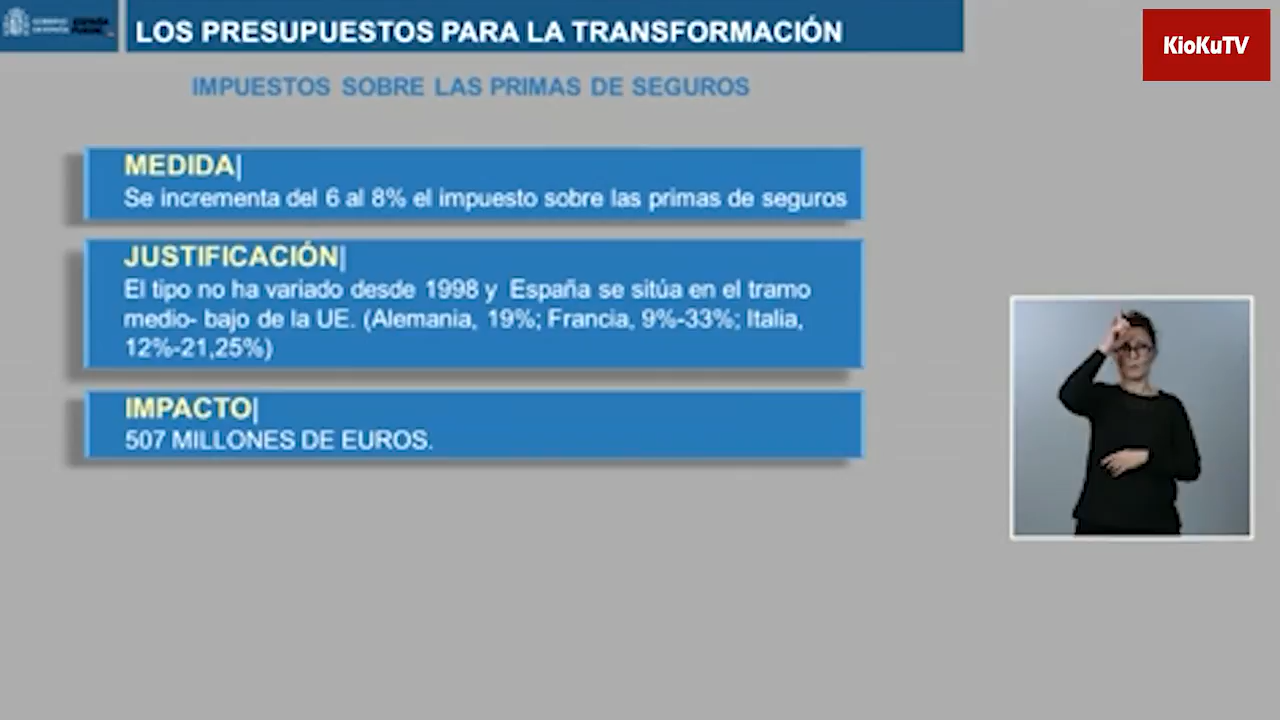 LOS PRESUPUESTOS PARA LA TRANSFORMACIÓN
KioKuTV
IMPUESTOS SOBRE LAS PRIMAS DE SEGUROS
MEDIDA|
Se incrementa del 6 al 8% el impuesto sobre las primas de seguros
JUSTIFICACIÓN|
El tipo no ha variado desde 1998 y España se sitúa en el tramo
medio- bajo de la UE. (Alemania, 19%; Francia, 9%-33%; Italia,
12%-21,25%)
IMPACTO|
507 MILLONES DE EUROS.